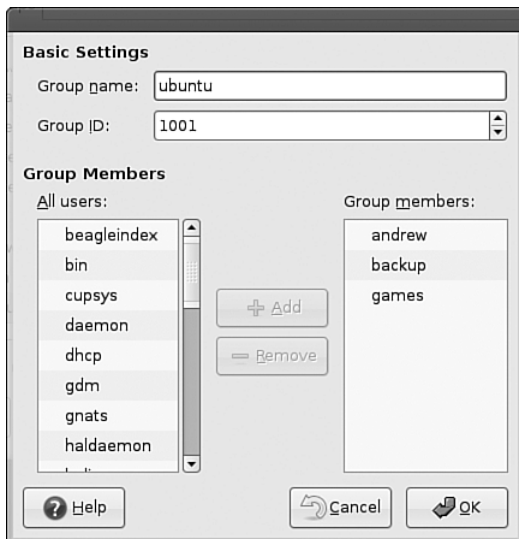 Basic Settings
Group name: ubuntu
Group ID: 1001
Group Members
All users:
beagleindex
bin
cupsys
daemon
dhcp
gdm
gnats
haldaemon
Group members:
andrew
backup
games
Add
Remove
Help
Cancel
OK